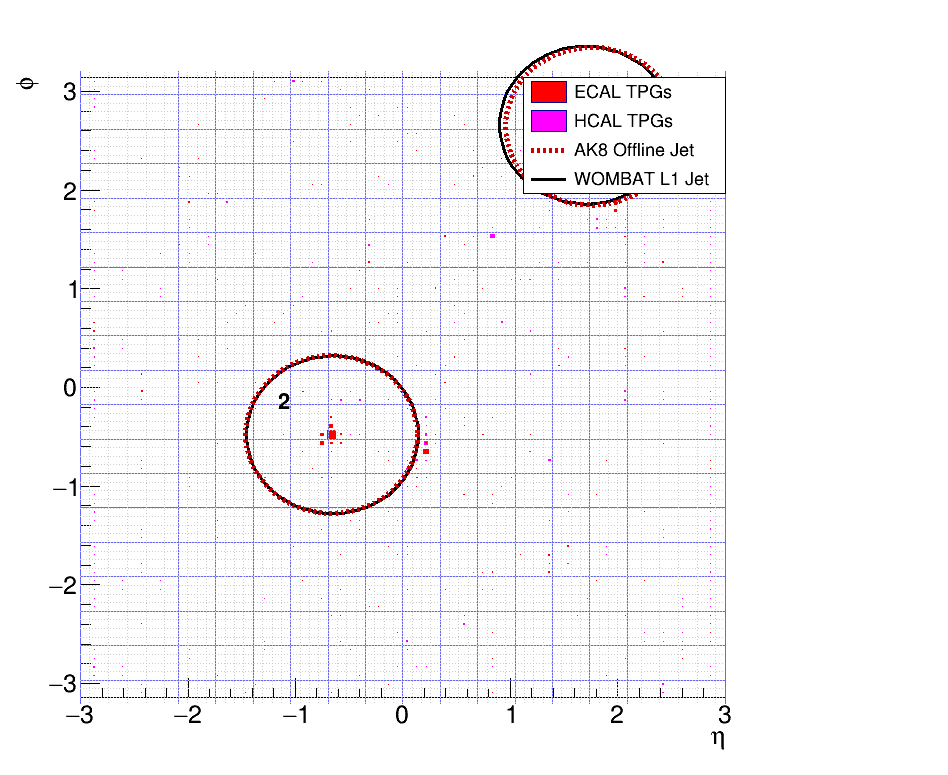 ϕ
3
2
1
0
−1
−2
−3
ECAL TPGs
HCAL TPGs
AK8 Offline Jet
WOMBAT L1 Jet
2
−3 −2 −1 0 1 2 3
η